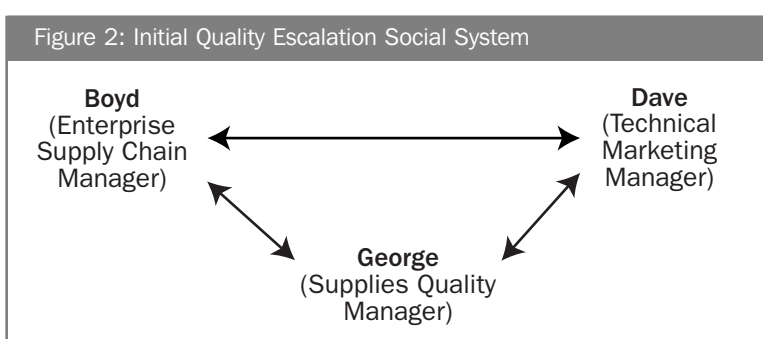 Figure 2: Initial Quality Escalation Social System
Boyd
(Enterprise
Supply Chain
Manager)
Dave
(Technical
Marketing
Manager)
George
(Supplies Quality
Manager)